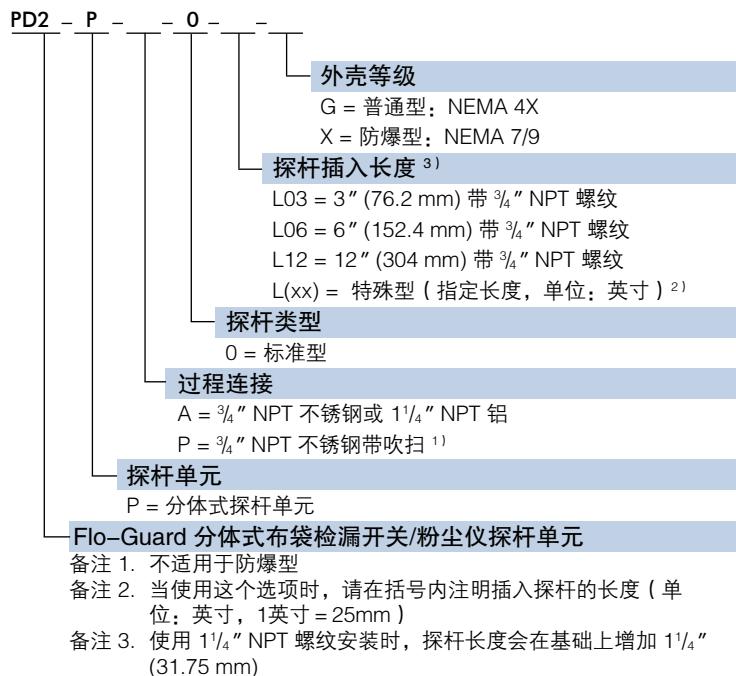 PD2 – P – – 0 – –
外壳等级
G = 普通型：NEMA 4X
X = 防爆型：NEMA 7/9
探杆插入长度 ³⁾
L03 = 3″ (76.2 mm) 带 ³⁄₄″ NPT 螺纹
L06 = 6″ (152.4 mm) 带 ³⁄₄″ NPT 螺纹
L12 = 12″ (304 mm) 带 ³⁄₄″ NPT 螺纹
L(xx) = 特殊型（指定长度，单位：英寸）²⁾
探杆类型
0 = 标准型
过程连接
A = ³⁄₄″ NPT 不锈钢或 1¹⁄₄″ NPT 铝
P = ³⁄₄″ NPT 不锈钢带吹扫 ¹⁾
探杆单元
P = 分体式探杆单元
Flo–Guard 分体式布袋检漏开关/粉尘仪探杆单元
备注 1. 不适用于防爆型
备注 2. 当使用这个选项时，请在括号内注明插入探杆的长度（单
位：英寸，1英寸＝25mm）
备注 3. 使用 1¹⁄₄″ NPT 螺纹安装时，探杆长度会在基础上增加 1¹⁄₄″
(31.75 mm)